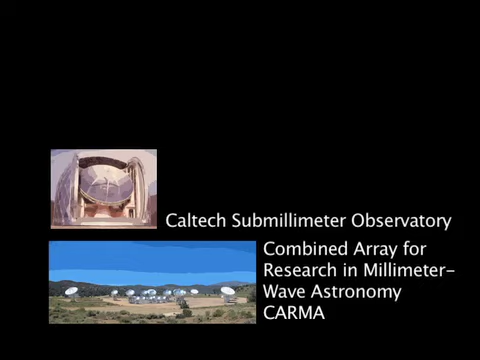 Caltech Submillimeter Observatory
Combined Array for
Research in Millimeter-
Wave Astronomy
CARMA